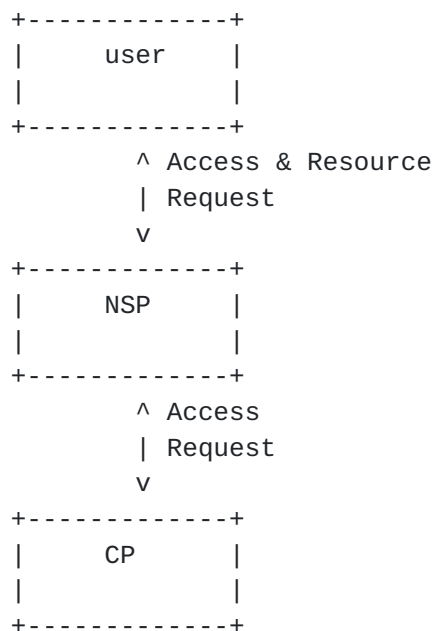 +-------------+
|     user    |
|             |
+-------------+
        ^ Access & Resource
        | Request
        v
+-------------+
|     NSP     |
|             |
+-------------+
        ^ Access
        | Request
        v
+-------------+
|     CP      |
|             |
+-------------+